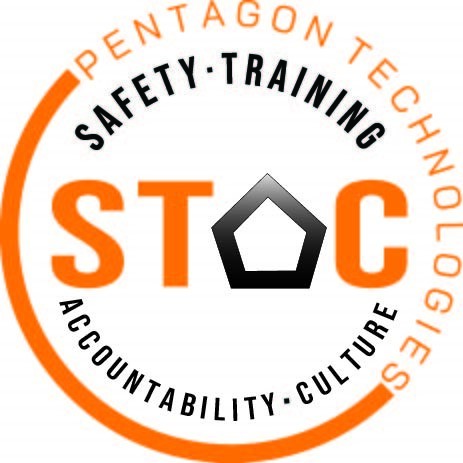 PENTAGON TECHNOLOGIES
SAFETY·TRAINING
ST C
ACCOUNTABILITY·CULTURE